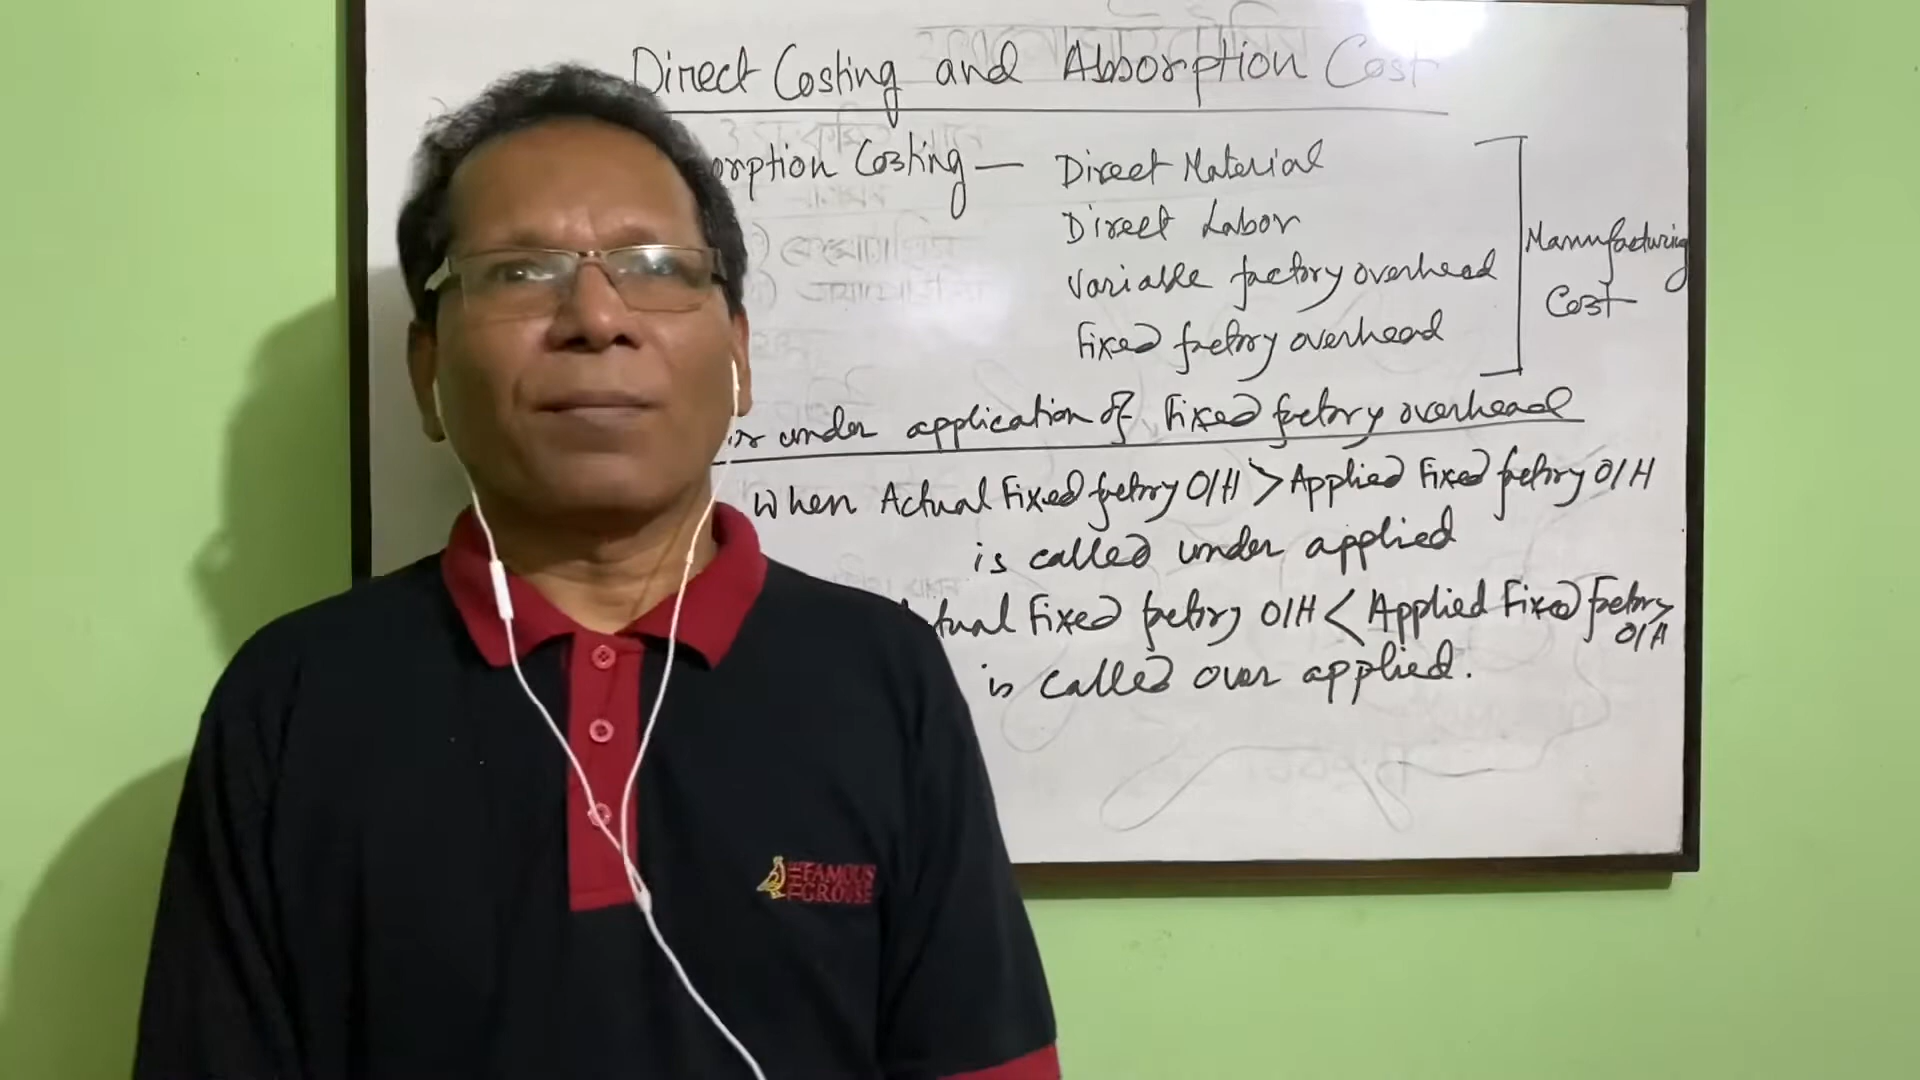 Direct Costing and Absorption Cost
orption Costing — Direct Material
Direct Labor
Variable factory overhead
Fixed factory overhead
Manufacturing
Cost
under application of Fixed factory overhead
When Actual Fixed factory O/H > Applied Fixed factory O/H
is called under applied
tual Fixed factory O/H < Applied Fixed factory
O/H
is called over applied.
THE FAMOUS
GROUSE